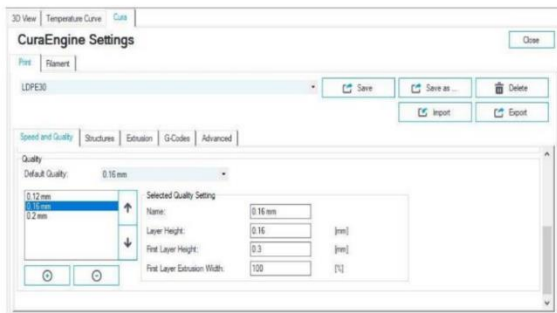 3D View Temperature Curve Cura
CuraEngine Settings
Close
Print Filament
LDPE30
Save
Save as ...
Delete
Import
Export
Speed and Quality Structures Extrusion G-Codes Advanced
Quality
Default Quality: 0.16 mm
0.12 mm
0.16 mm
0.2 mm
Selected Quality Setting
Name: 0.16 mm
Layer Height: 0.16 [mm]
First Layer Height: 0.3 [mm]
First Layer Extrusion Width: 100 [%]